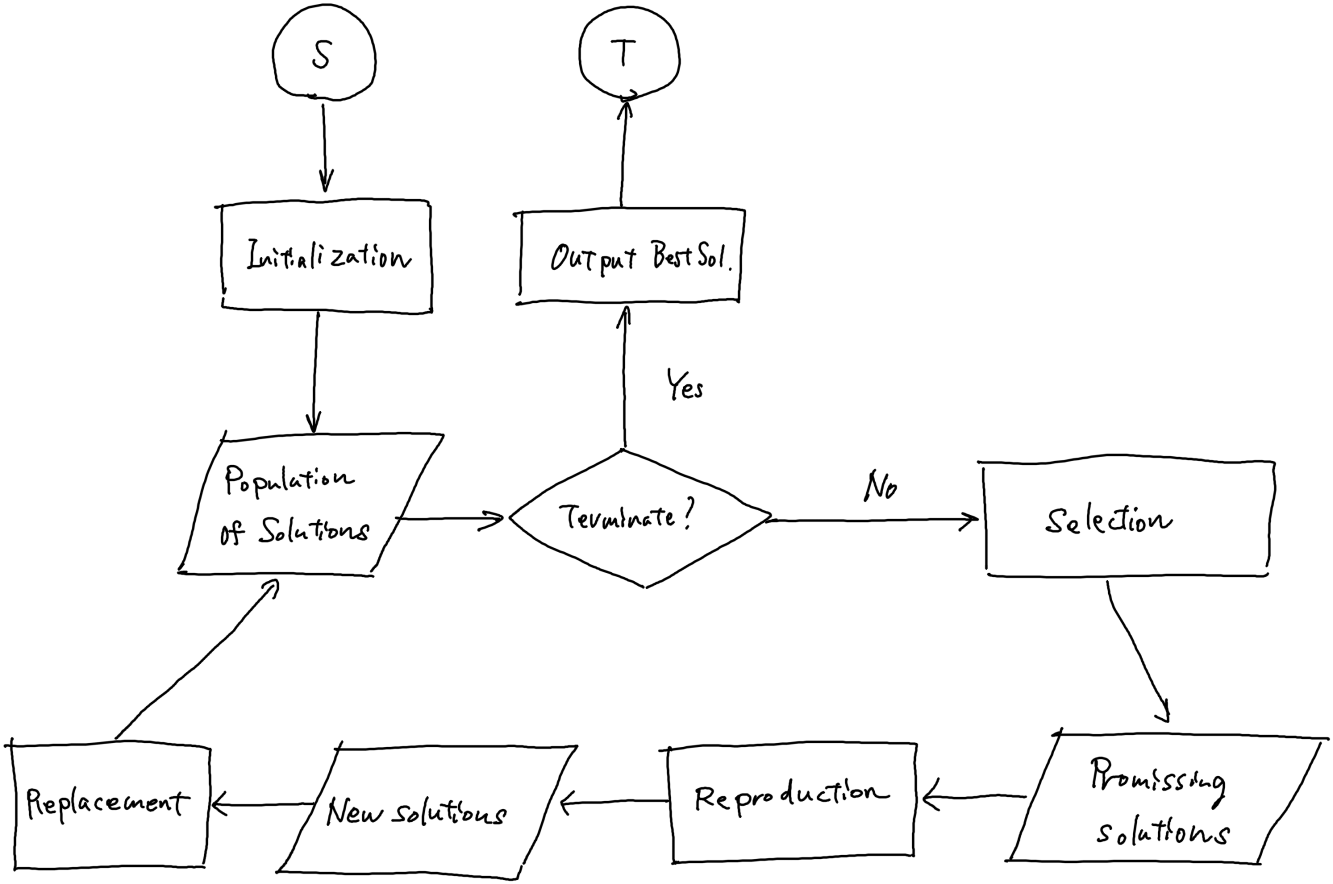 S
T
Initialization
Output Best Sol.
Yes
Population
of Solutions
Terminate?
No
Selection
Promissing
solutions
Reproduction
New solutions
Replacement